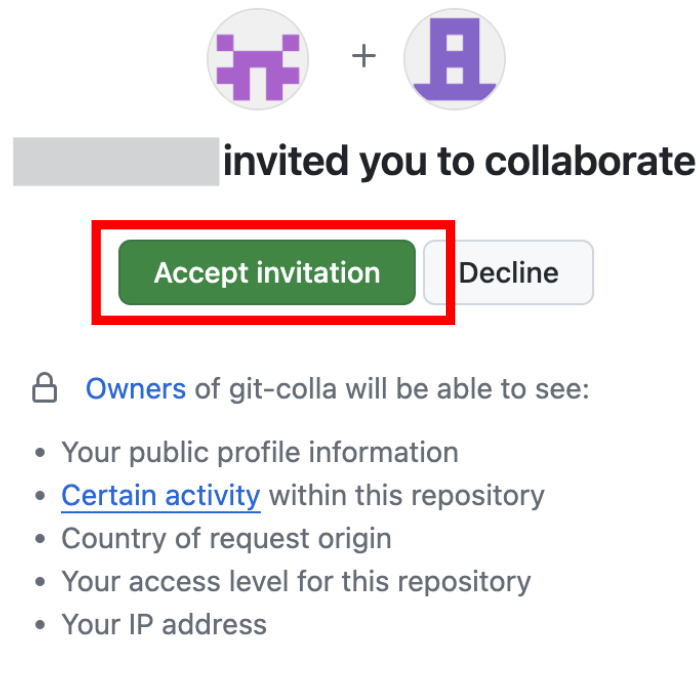 +
invited you to collaborate
Accept invitation Decline
Owners of git-colla will be able to see:
• Your public profile information
• Certain activity within this repository
• Country of request origin
• Your access level for this repository
• Your IP address